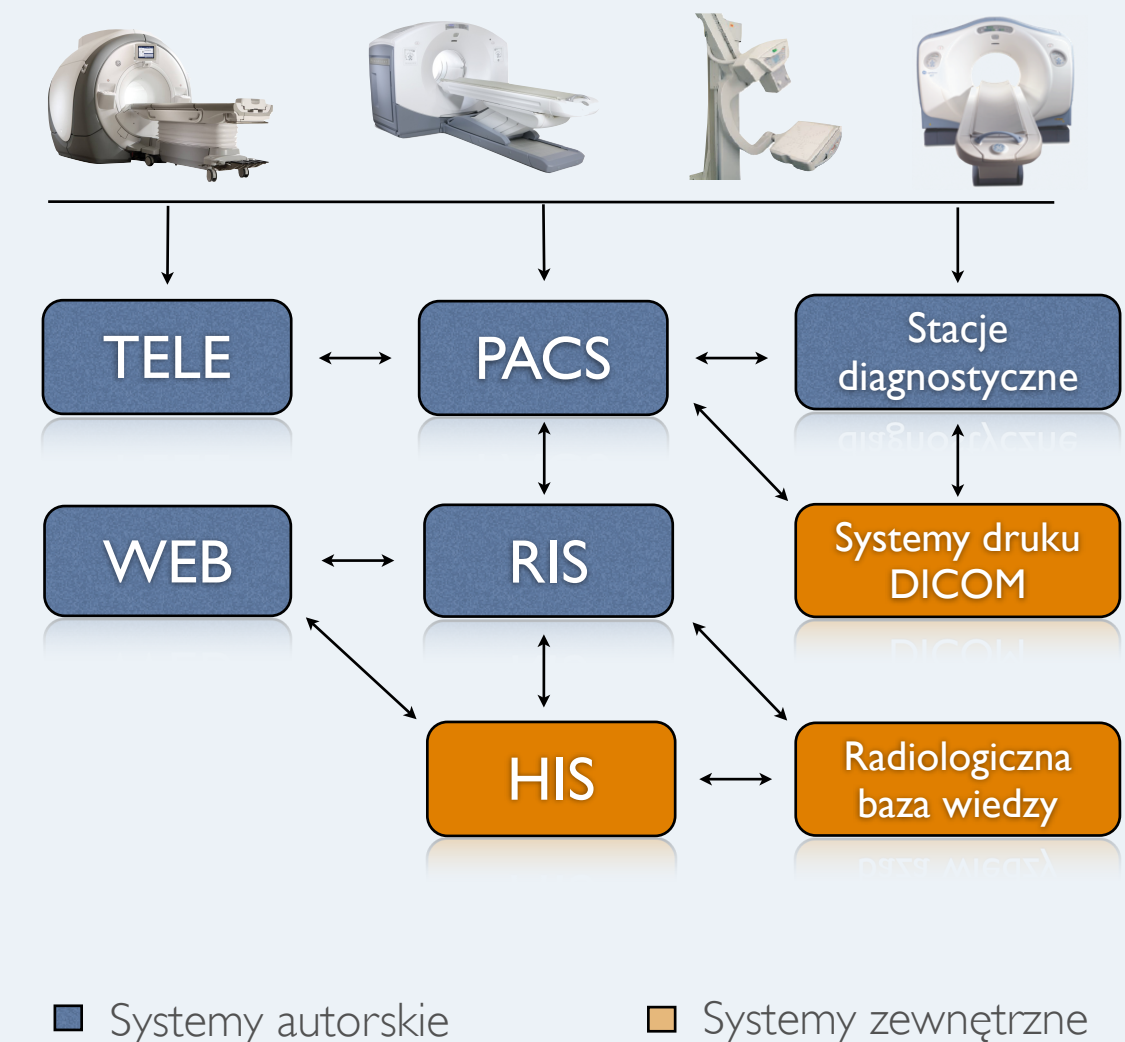 TELE
PACS
Stacje
diagnostyczne
WEB
RIS
Systemy druku
DICOM
HIS
Radiologiczna
baza wiedzy
Systemy autorskie
Systemy zewnętrzne